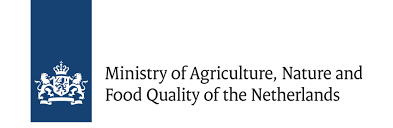 Ministry of Agriculture, Nature and
Food Quality of the Netherlands